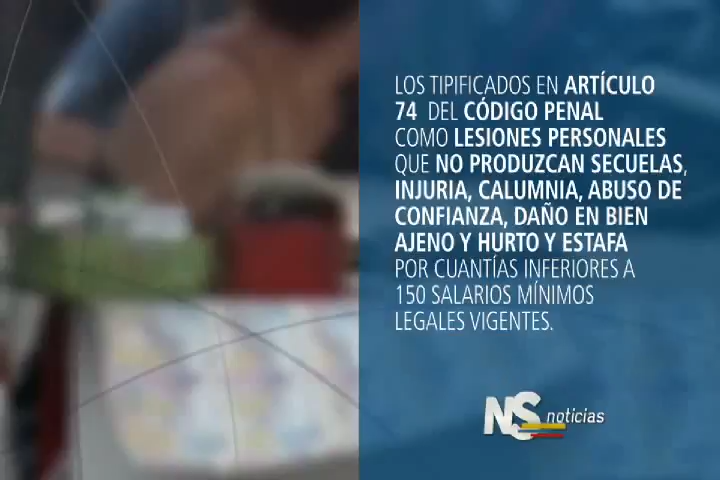 LOS TIPIFICADOS EN ARTÍCULO
74 DEL CÓDIGO PENAL
COMO LESIONES PERSONALES
QUE NO PRODUZCAN SECUELAS,
INJURIA, CALUMNIA, ABUSO DE
CONFIANZA, DAÑO EN BIEN
AJENO Y HURTO Y ESTAFA
POR CUANTÍAS INFERIORES A
150 SALARIOS MÍNIMOS
LEGALES VIGENTES.
NS noticias